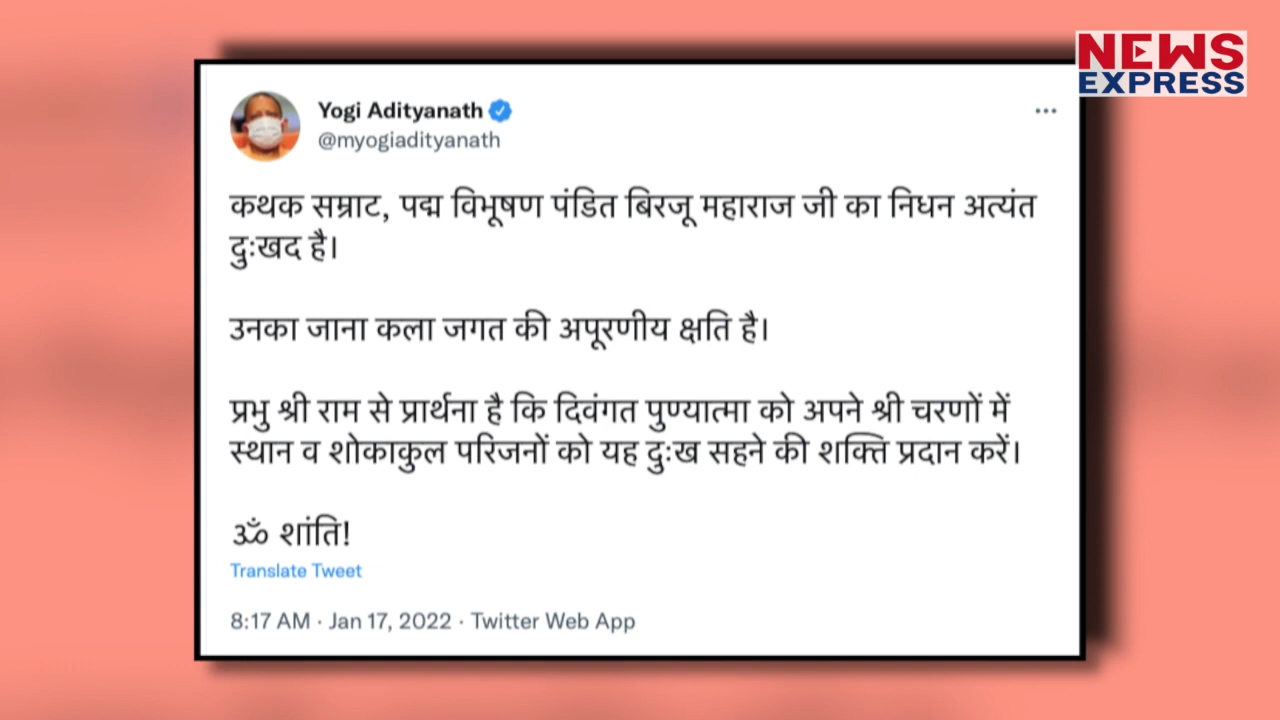 NEWS
EXPRESS
Yogi Adityanath
@myogiadityanath
कथक सम्राट, पद्म विभूषण पंडित बिरजू महाराज जी का निधन अत्यंत
दुःखद है।
उनका जाना कला जगत की अपूरणीय क्षति है।
प्रभु श्री राम से प्रार्थना है कि दिवंगत पुण्यात्मा को अपने श्री चरणों में
स्थान व शोकाकुल परिजनों को यह दुःख सहने की शक्ति प्रदान करें।
ॐ शांति!
Translate Tweet
8:17 AM · Jan 17, 2022 · Twitter Web App